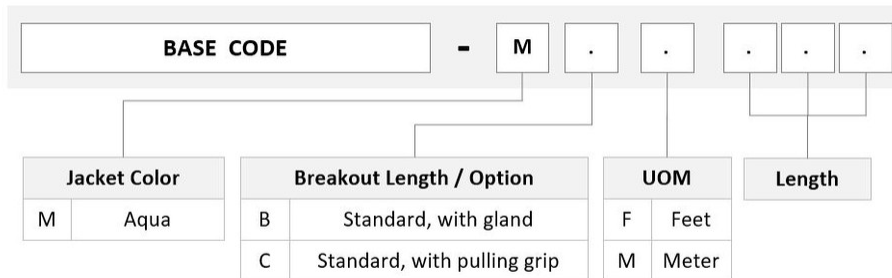 BASE CODE - M . . . . .
Jacket Color Breakout Length / Option UOM Length
M Aqua B Standard, with gland F Feet
C Standard, with pulling grip M Meter